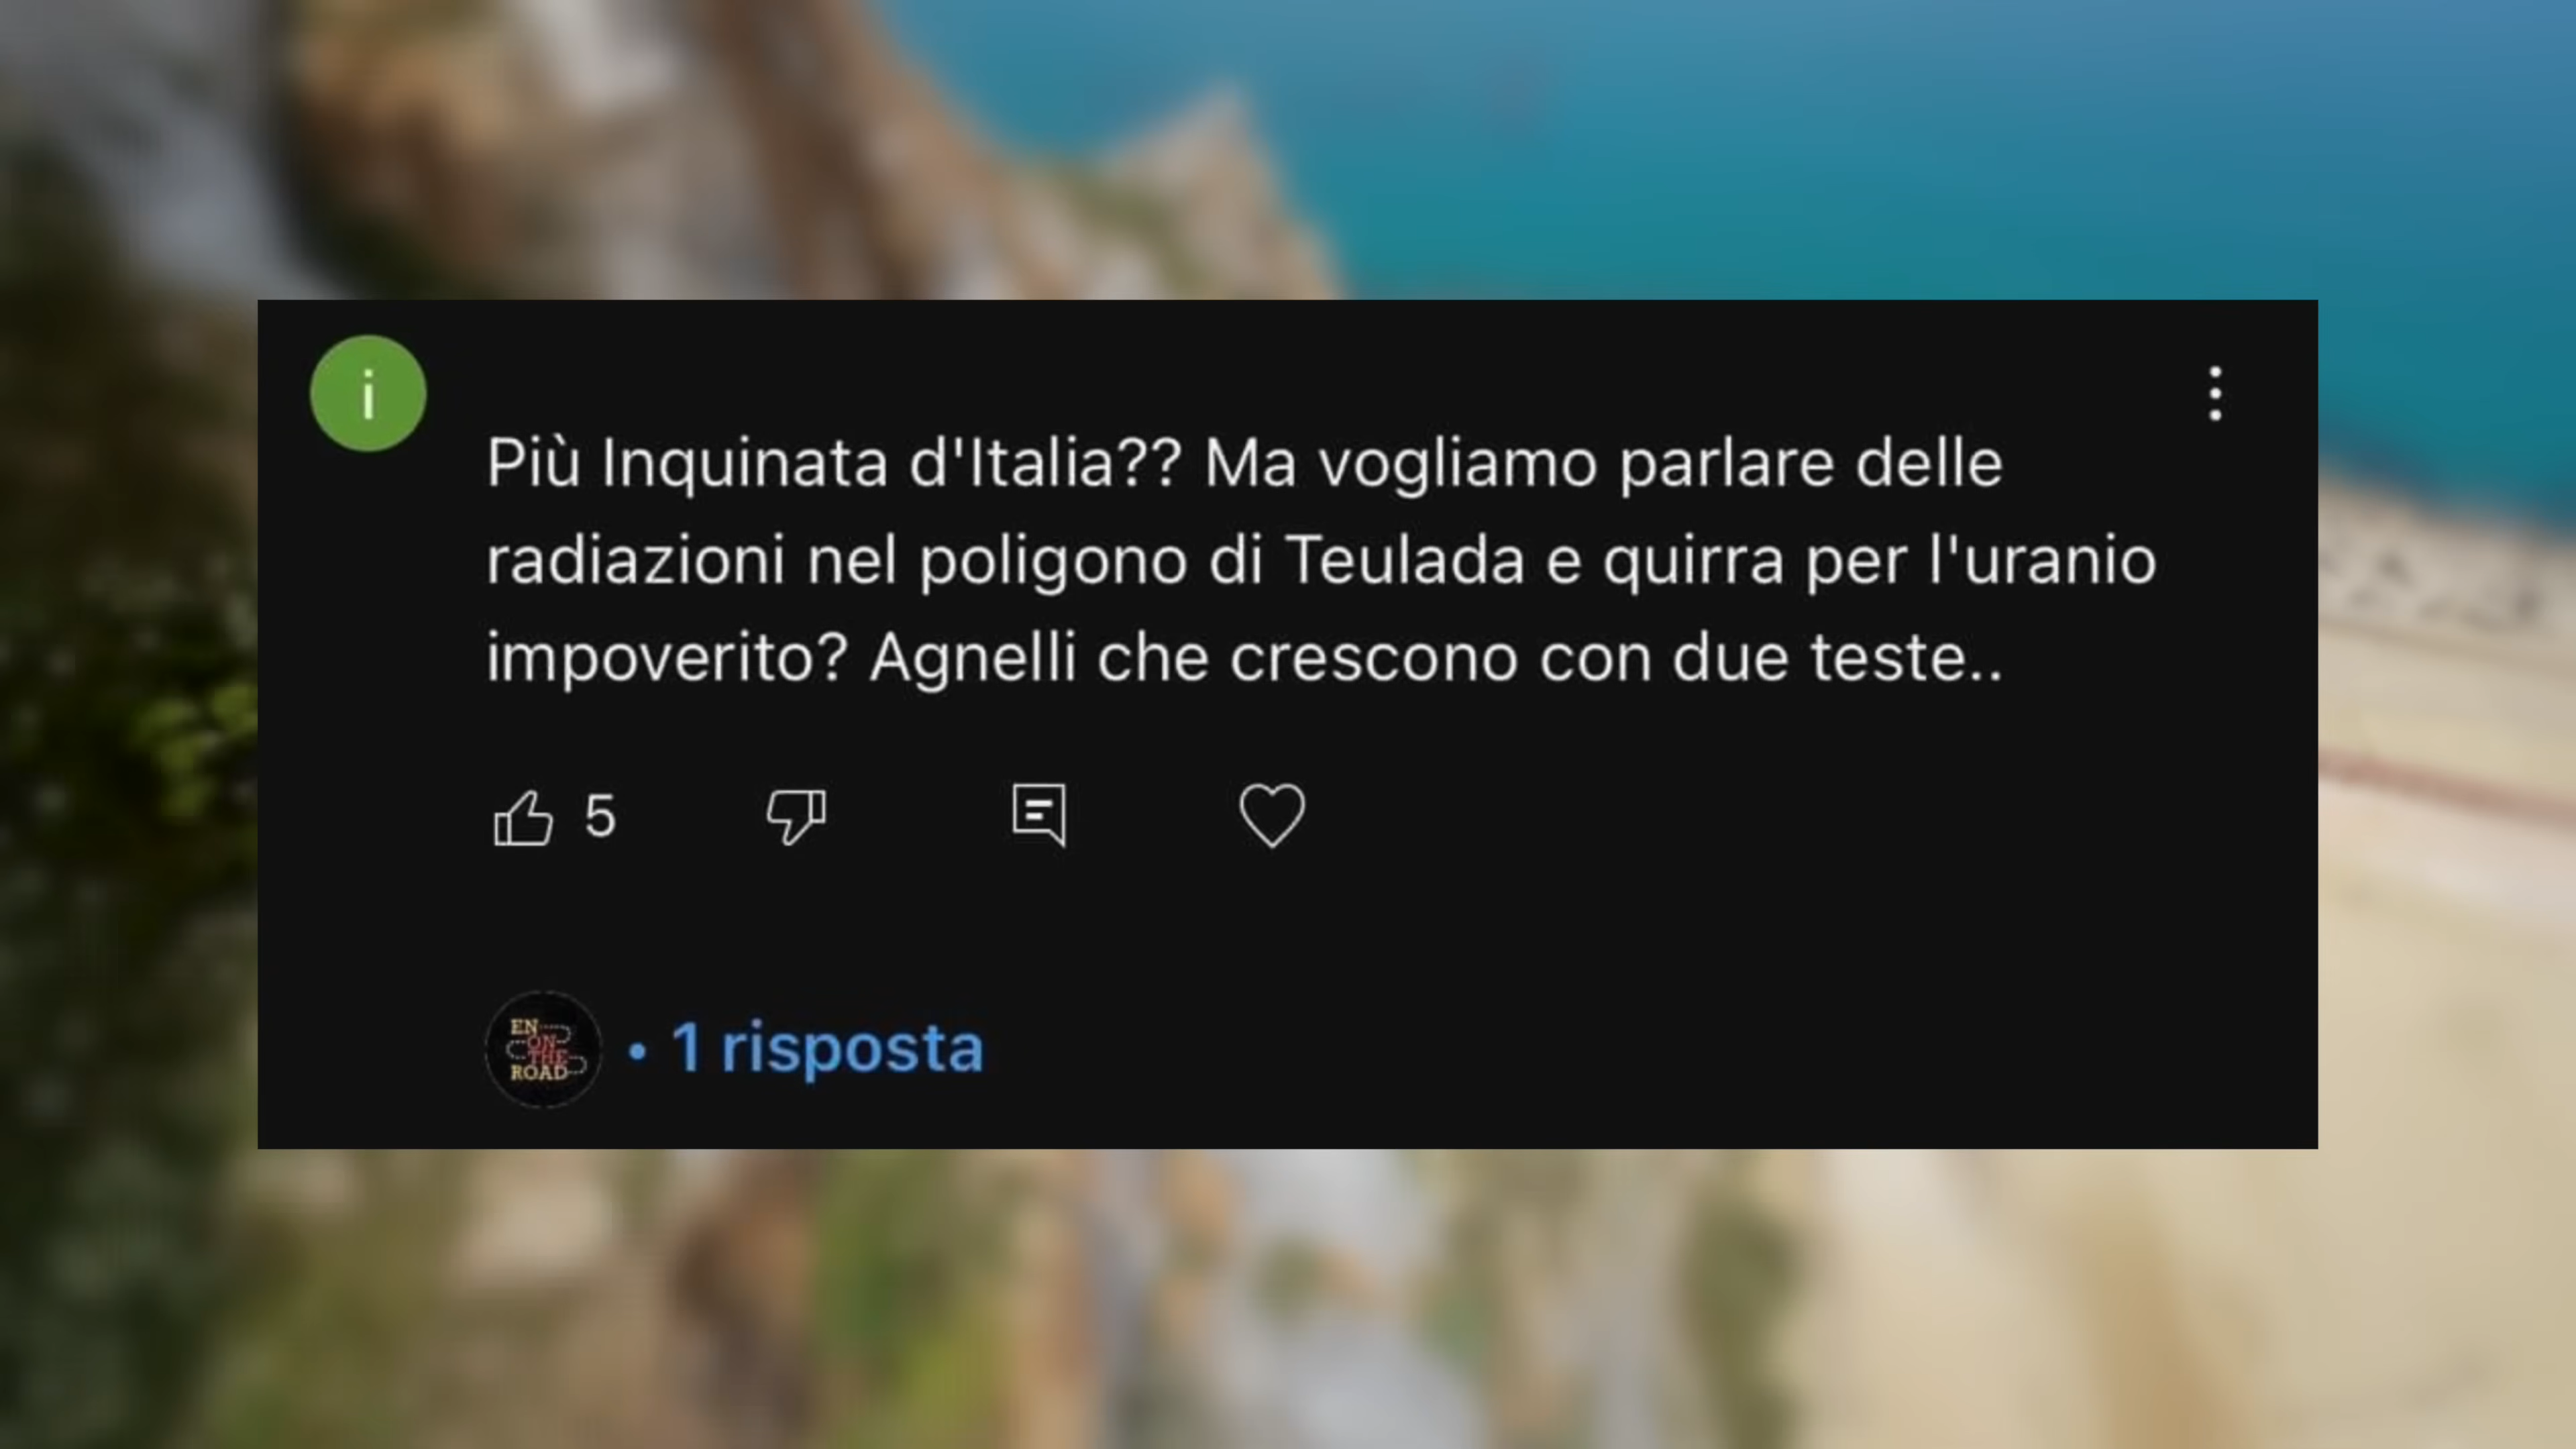 i
Più Inquinata d'Italia?? Ma vogliamo parlare delle
radiazioni nel poligono di Teulada e quirra per l'uranio
impoverito? Agnelli che crescono con due teste..
5
EN
ON
THE
ROAD
• 1 risposta